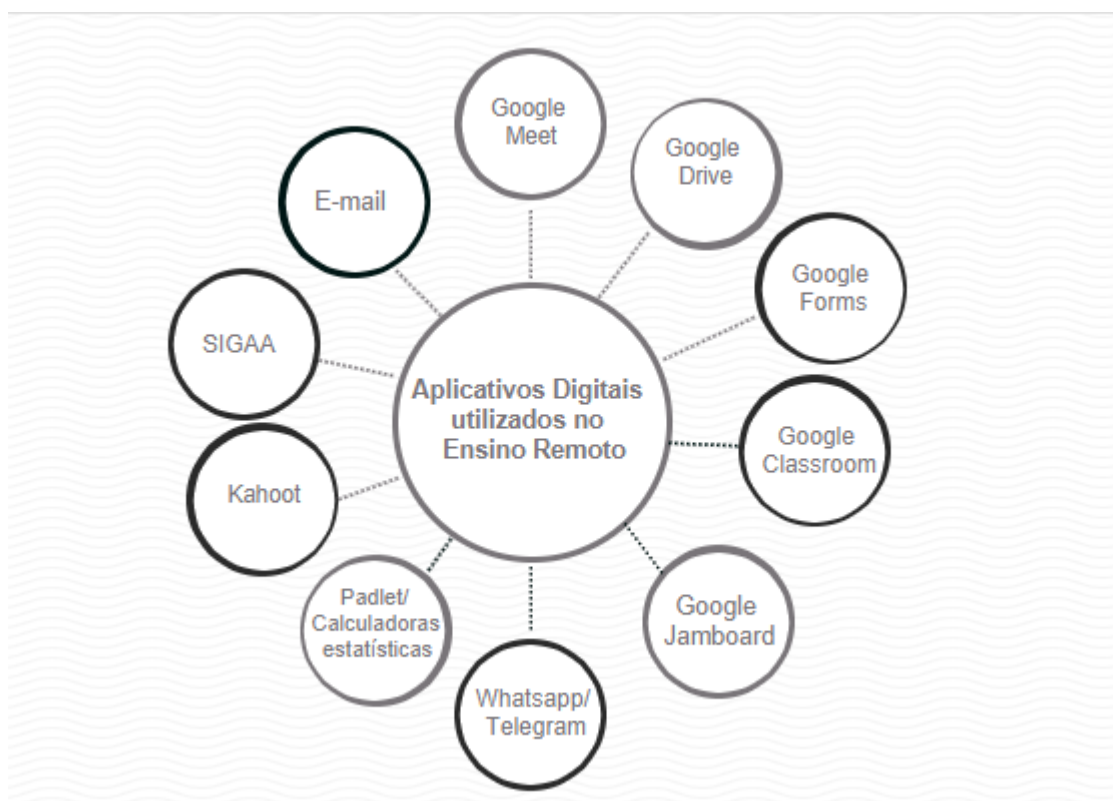 Google
Meet
Google
Drive
E-mail
Google
Forms
SIGAA
Aplicativos Digitais
utilizados no
Ensino Remoto
Google
Classroom
Kahoot
Padlet/
Calculadoras
estatísticas
Google
Jamboard
Whatsapp/
Telegram